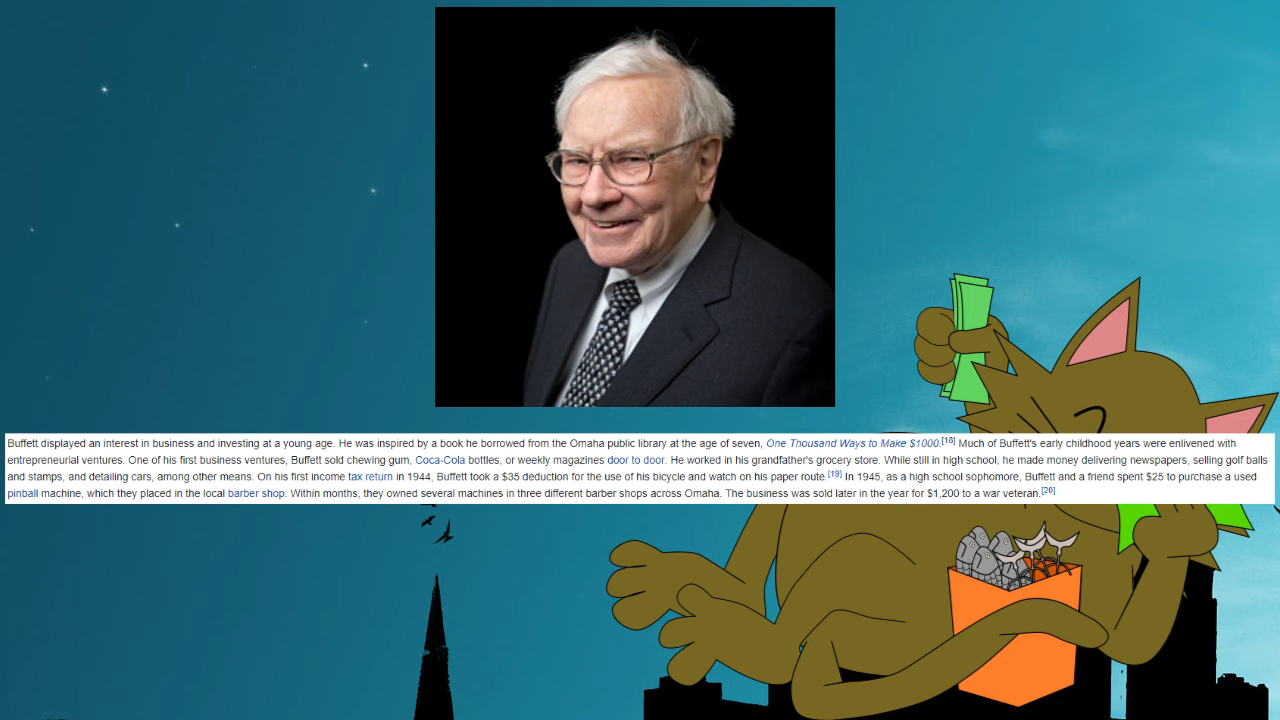 Buffett displayed an interest in business and investing at a young age. He was inspired by a book he borrowed from the Omaha public library at the age of seven, One Thousand Ways to Make $1000.[18] Much of Buffett's early childhood years were enlivened with
entrepreneurial ventures. One of his first business ventures, Buffett sold chewing gum, Coca-Cola bottles, or weekly magazines door to door. He worked in his grandfather's grocery store. While still in high school, he made money delivering newspapers, selling golf balls
and stamps, and detailing cars, among other means. On his first income tax return in 1944, Buffett took a $35 deduction for the use of his bicycle and watch on his paper route.[19] In 1945, as a high school sophomore, Buffett and a friend spent $25 to purchase a used
pinball machine, which they placed in the local barber shop. Within months, they owned several machines in three different barber shops across Omaha. The business was sold later in the year for $1,200 to a war veteran.[20]